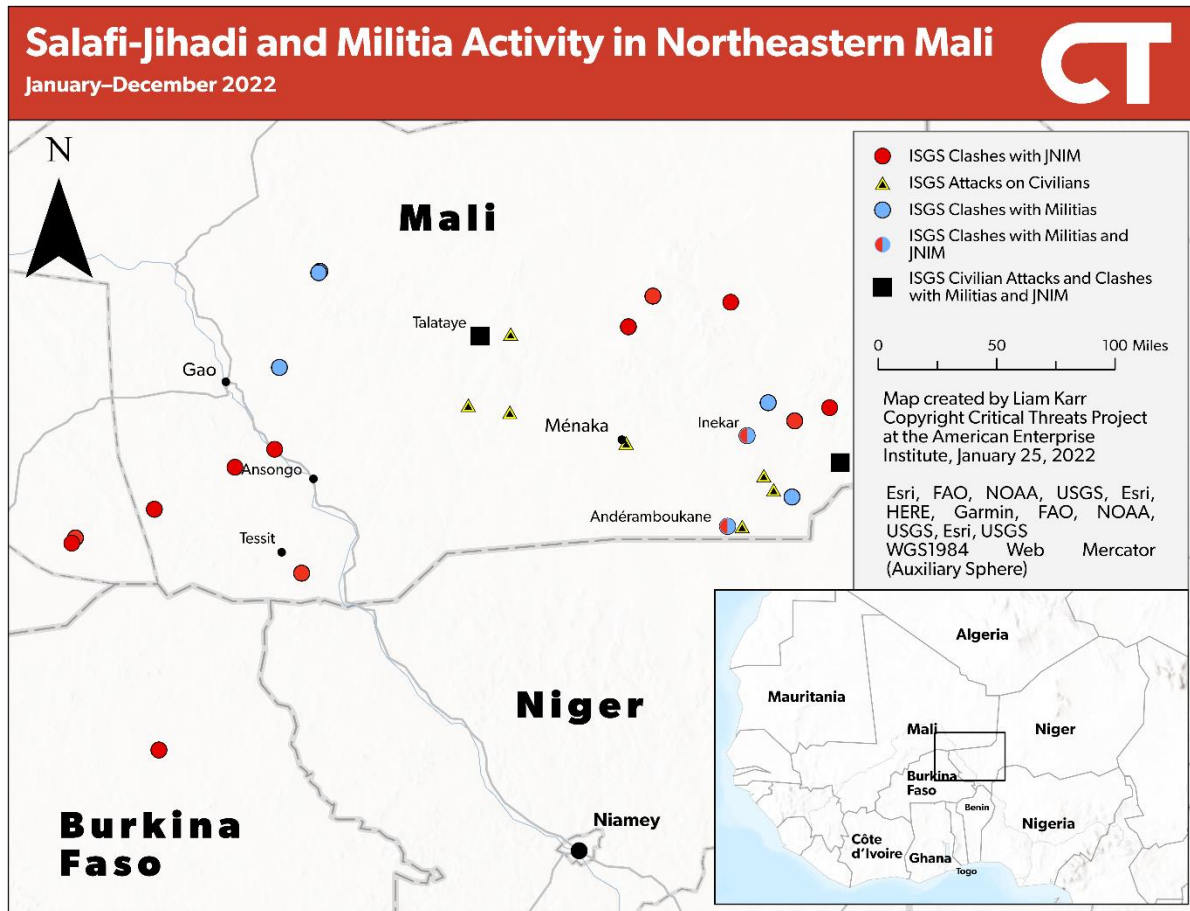 Salafi-Jihadi and Militia Activity in Northeastern Mali
January–December 2022
CT
N
Mali
Talataye
Gao
Ménaka
Inekar
Ansongo
Andéramboukane
Tessit
Niger
Burkina
Faso
Niamey
ISGS Clashes with JNIM
ISGS Attacks on Civilians
ISGS Clashes with Militias
ISGS Clashes with Militias and
JNIM
ISGS Civilian Attacks and Clashes
with Militias and JNIM
0 50 100 Miles
Map created by Liam Karr
Copyright Critical Threats Project
at the American Enterprise
Institute, January 25, 2022
Esri, FAO, NOAA, USGS, Esri,
HERE, Garmin, FAO, NOAA,
USGS, Esri, USGS
WGS1984 Web Mercator
(Auxiliary Sphere)
Algeria
Mauritania
Mali
Niger
Burkina
Faso
Benin
Nigeria
Côte
d'Ivoire
Ghana
Togo